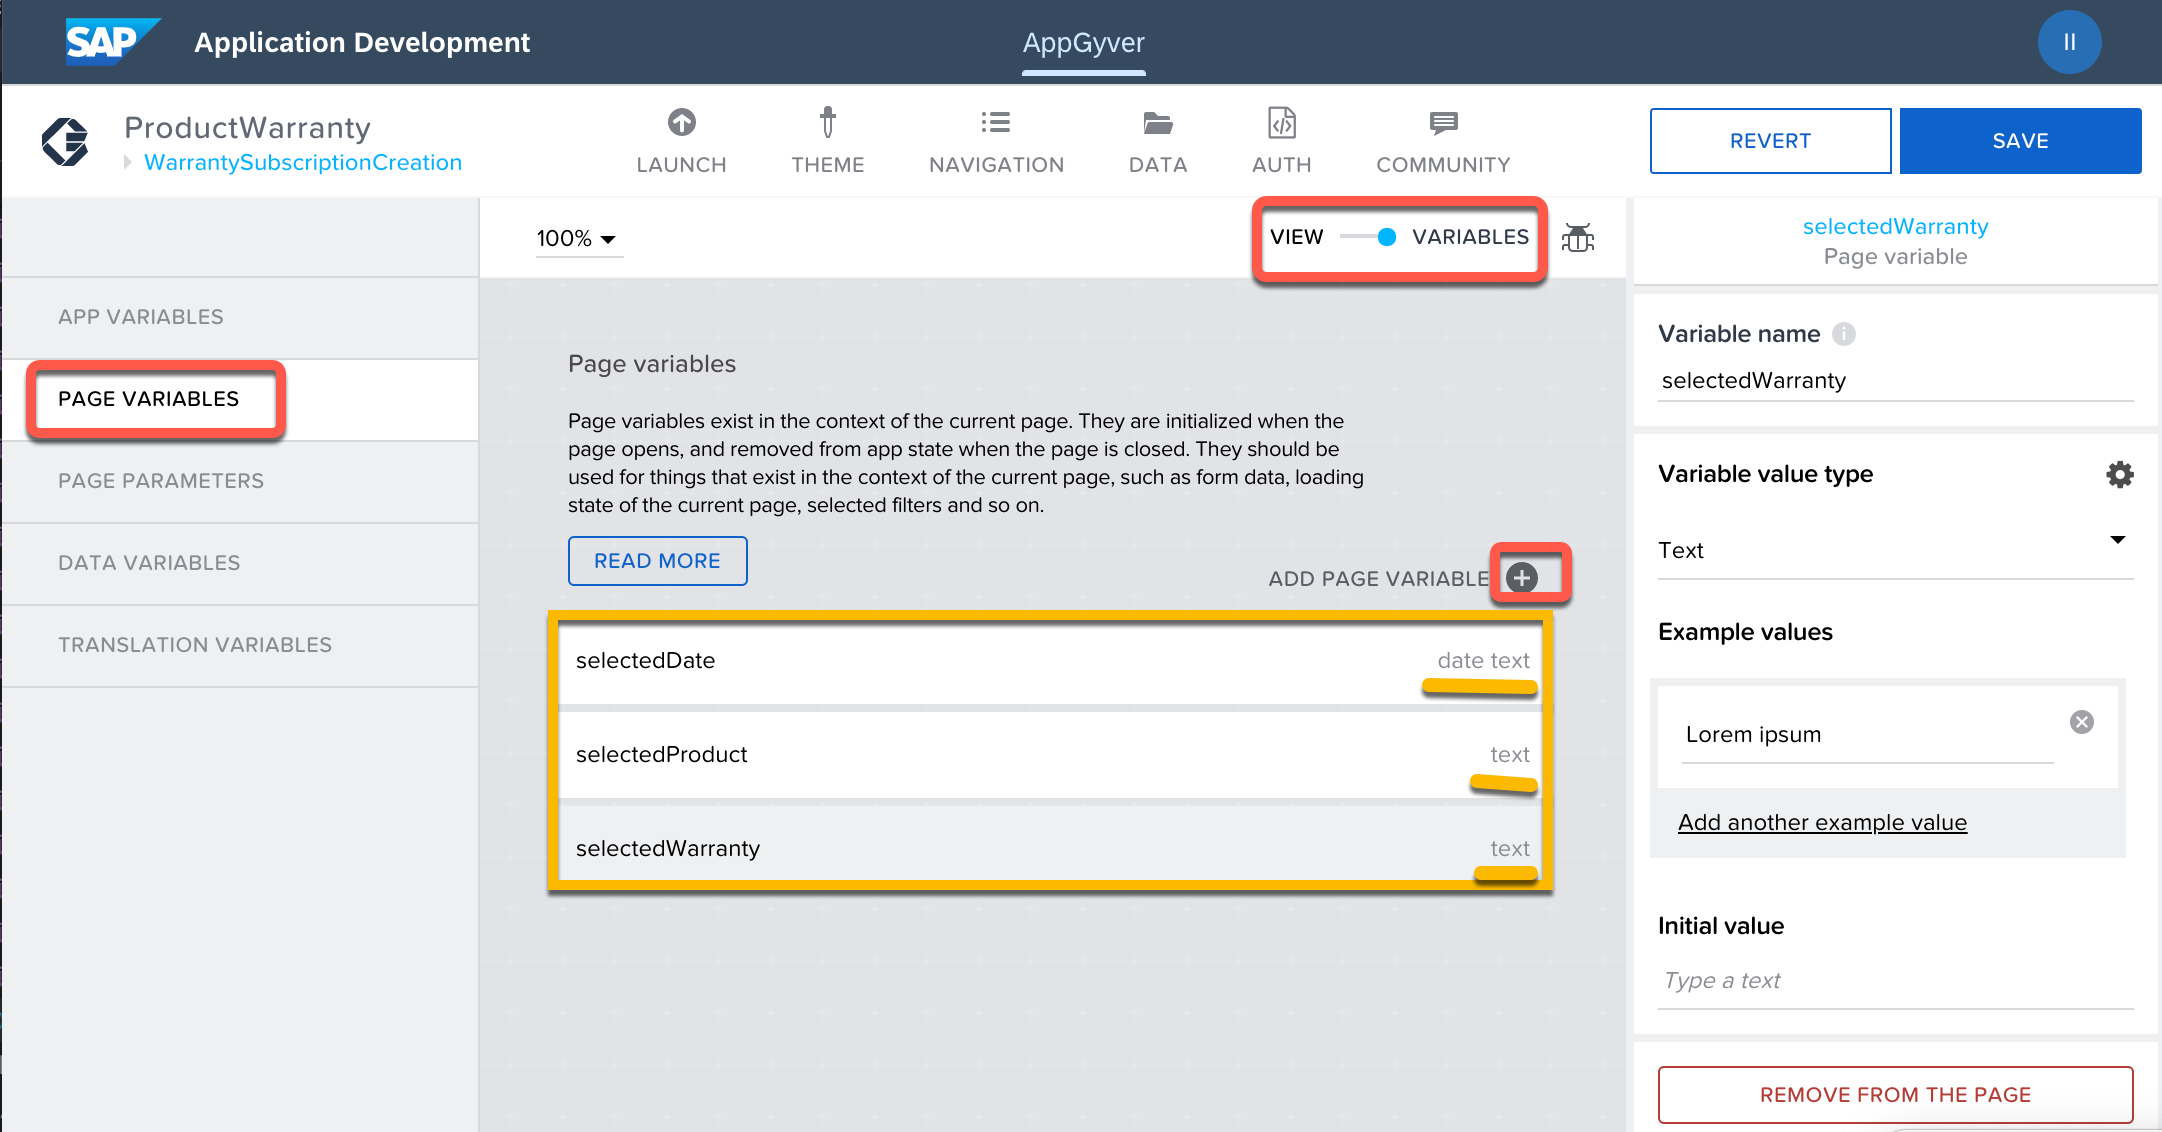 SAP Application Development AppGyver II
ProductWarranty
WarrantySubscriptionCreation
LAUNCH THEME NAVIGATION DATA AUTH COMMUNITY
REVERT SAVE
100% VIEW VARIABLES
APP VARIABLES
PAGE VARIABLES
PAGE PARAMETERS
DATA VARIABLES
TRANSLATION VARIABLES
Page variables
Page variables exist in the context of the current page. They are initialized when the
page opens, and removed from app state when the page is closed. They should be
used for things that exist in the context of the current page, such as form data, loading
state of the current page, selected filters and so on.
READ MORE
ADD PAGE VARIABLE
selectedDate date text
selectedProduct text
selectedWarranty text
selectedWarranty
Page variable
Variable name
selectedWarranty
Variable value type
Text
Example values
Lorem ipsum
Add another example value
Initial value
Type a text
REMOVE FROM THE PAGE